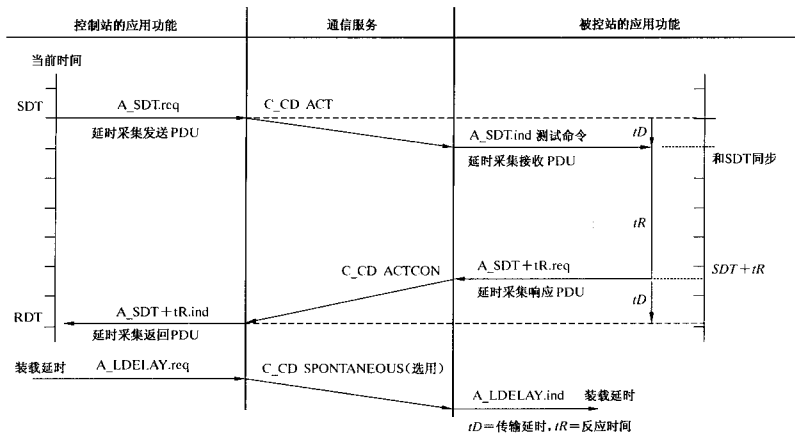 控制站的应用功能 通信服务 被控站的应用功能
当前时间
SDT A_SDT.req C_CD ACT
延时采集发送PDU
A_SDT.ind 测试命令 tD
延时采集接收PDU 和SDT同步
tR
C_CD ACTCON A_SDT+tR.req SDT+tR
延时采集响应PDU tD
RDT A_SDT+tR.ind
延时采集返回PDU
装载延时 A_LDELAY.req C_CD SPONTANEOUS(选用)
A_LDELAY.ind 装载延时
tD=传输延时,tR=反应时间